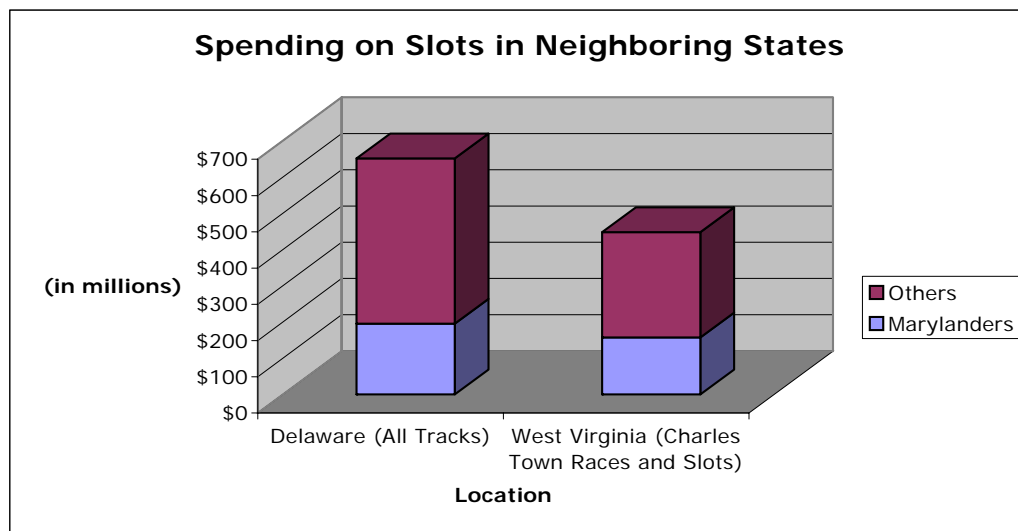 Spending on Slots in Neighboring States
$700
$600
$500
$400
$300
$200
$100
$0
(in millions)
Others
Marylanders
Delaware (All Tracks)
West Virginia (Charles
Town Races and Slots)
Location